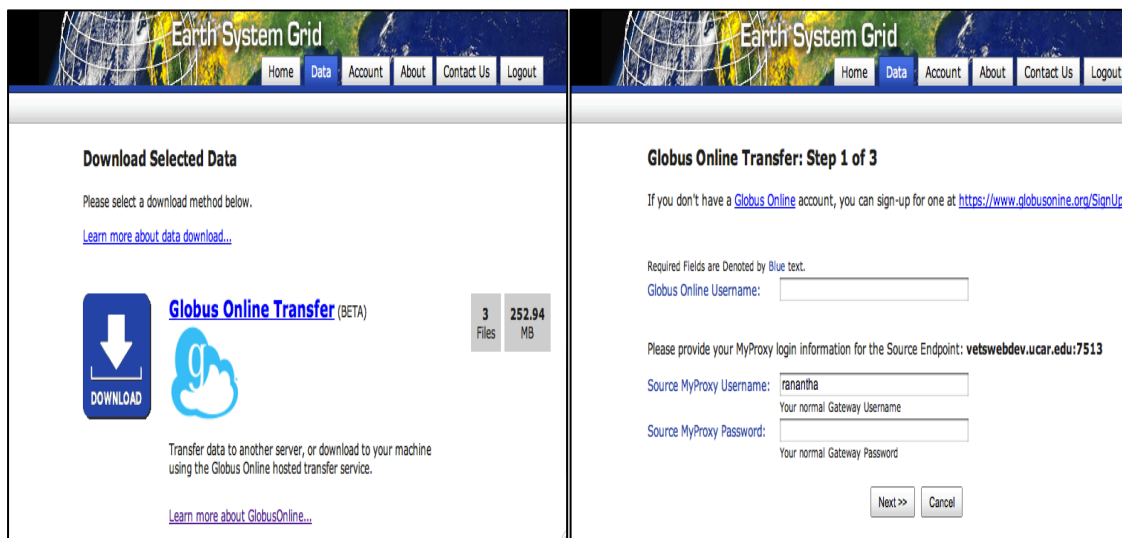 Earth System Grid
Home Data Account About Contact Us Logout
Download Selected Data
Please select a download method below.
Learn more about data download...
DOWNLOAD
Globus Online Transfer (BETA)
3 Files
252.94 MB
g
Transfer data to another server, or download to your machine
using the Globus Online hosted transfer service.
Learn more about GlobusOnline...
Earth System Grid
Home Data Account About Contact Us Logout
Globus Online Transfer: Step 1 of 3
If you don't have a Globus Online account, you can sign-up for one at https://www.globusonine.org/SignUp
Required Fields are Denoted by Blue text.
Globus Online Username:
Please provide your MyProxy login information for the Source Endpoint: vetswebdev.ucar.edu:7513
Source MyProxy Username: ranantha
Your normal Gateway Username
Source MyProxy Password:
Your normal Gateway Password
Next >> Cancel